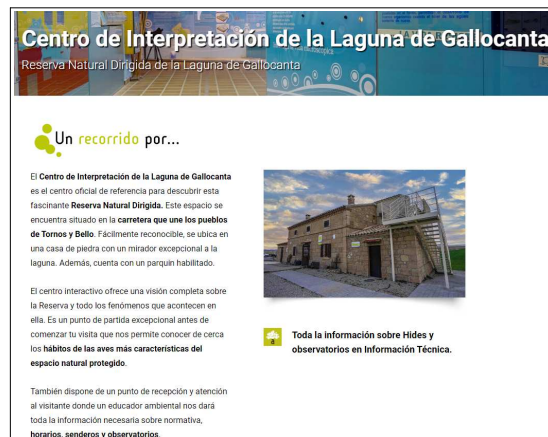 Centro de Interpretación de la Laguna de Gallocanta
Reserva Natural Dirigida de la Laguna de Gallocanta
Un recorrido por...
El Centro de Interpretación de la Laguna de Gallocanta
es el centro oficial de referencia para descubrir esta
fascinante Reserva Natural Dirigida. Este espacio se
encuentra situado en la carretera que une los pueblos
de Tornos y Bello. Fácilmente reconocible, se ubica en
una casa de piedra con un mirador excepcional a la
laguna. Además, cuenta con un parquin habilitado.
El centro interactivo ofrece una visión completa sobre
la Reserva y todo los fenómenos que acontecen en
ella. Es un punto de partida excepcional antes de
comenzar tu visita que nos permite conocer de cerca
los hábitos de las aves más características del
espacio natural protegido.
También dispone de un punto de recepción y atención
al visitante donde un educador ambiental nos dará
toda la información necesaria sobre normativa,
horarios, senderos y observatorios.
Toda la información sobre Hides y
observatorios en Información Técnica.